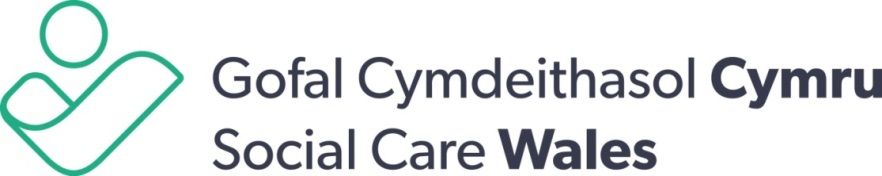 Gofal Cymdeithasol Cymru
Social Care Wales